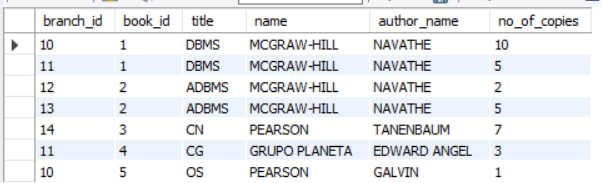 branch_id book_id title name author_name no_of_copies
10 1 DBMS MCGRAW-HILL NAVATHE 10
11 1 DBMS MCGRAW-HILL NAVATHE 5
12 2 ADBMS MCGRAW-HILL NAVATHE 2
13 2 ADBMS MCGRAW-HILL NAVATHE 5
14 3 CN PEARSON TANENBAUM 7
11 4 CG GRUPO PLANETA EDWARD ANGEL 3
10 5 OS PEARSON GALVIN 1